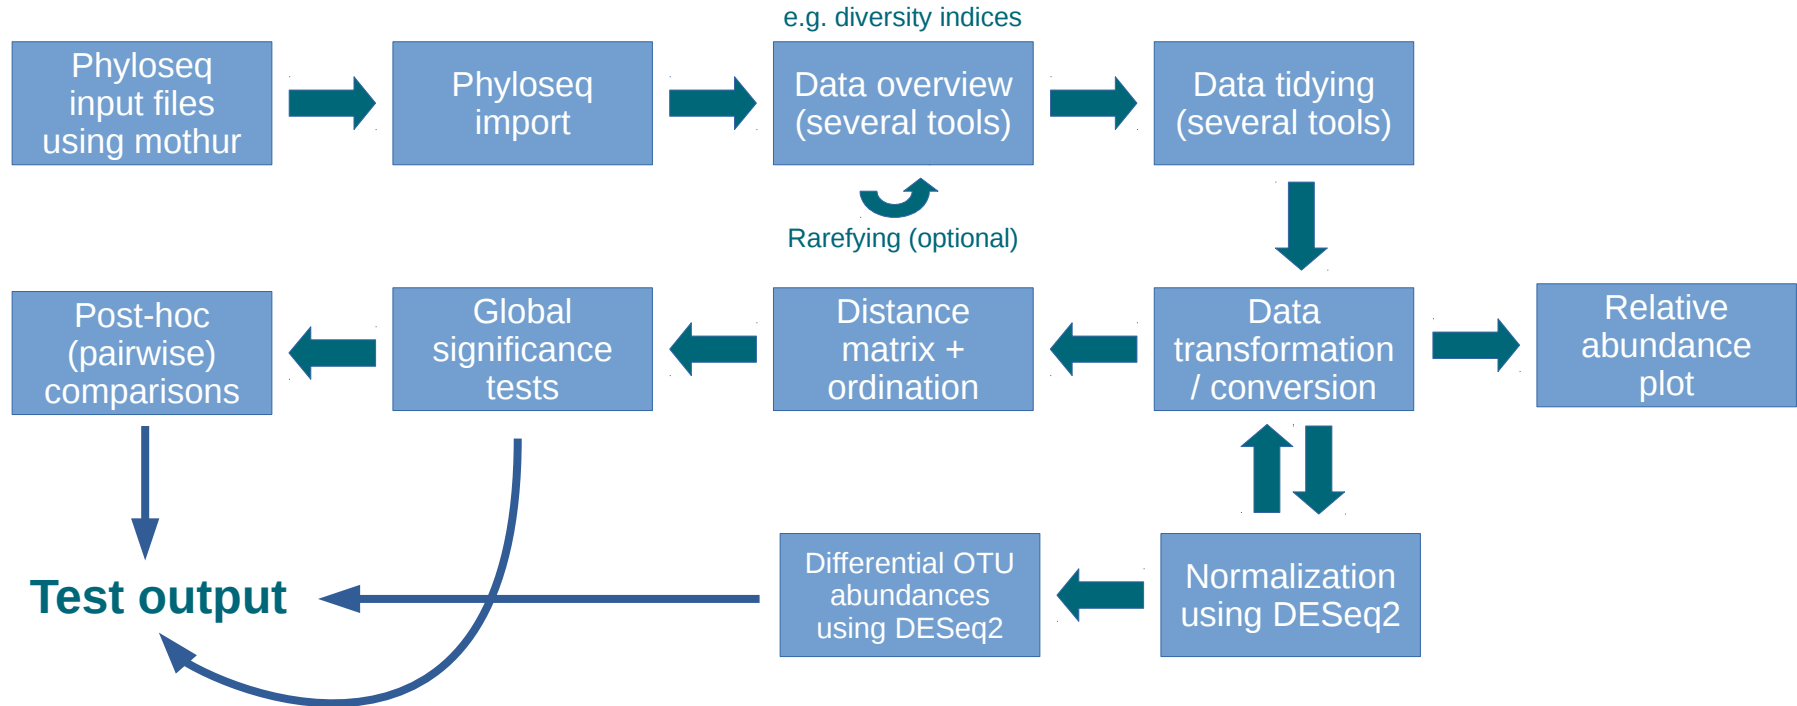 e.g. diversity indices
Phyloseq
input files
using mothur
Phyloseq
import
Data overview
(several tools)
Data tidying
(several tools)
Rarefying (optional)
Post-hoc
(pairwise)
comparisons
Global
significance
tests
Distance
matrix +
ordination
Data
transformation
/ conversion
Relative
abundance
plot
Test output
Differential OTU
abundances
using DESeq2
Normalization
using DESeq2